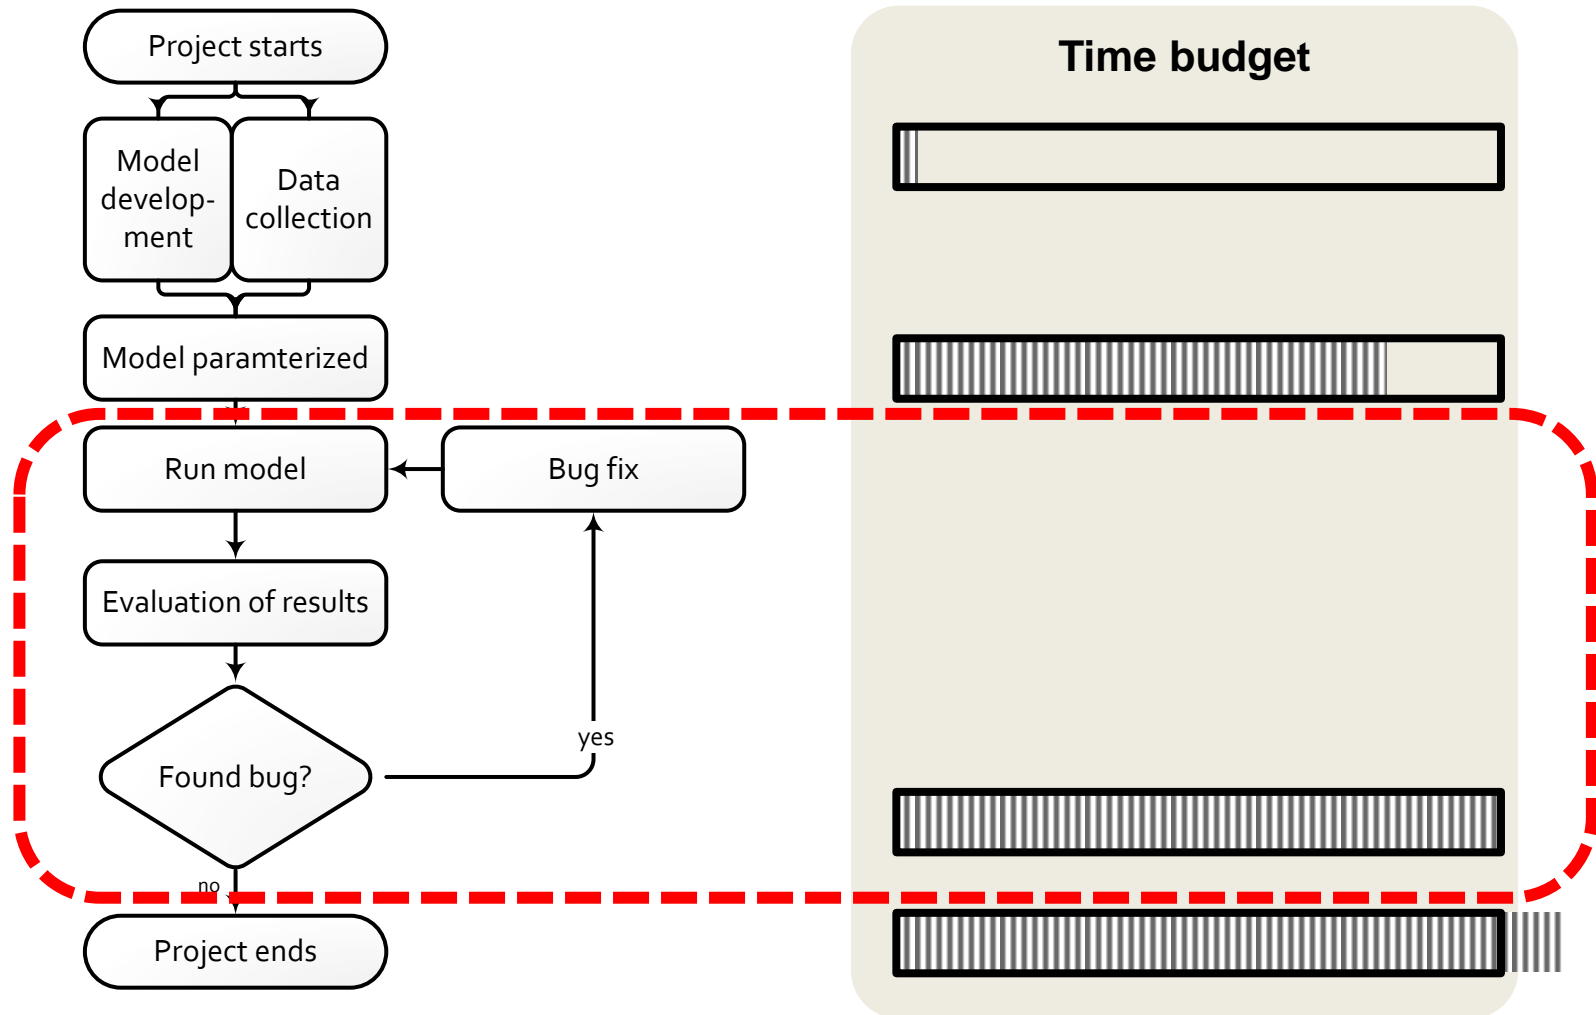 Project starts
Time budget
Model
develop-
ment
Data
collection
Model paramterized
Run model
Bug fix
Evaluation of results
yes
Found bug?
no
Project ends